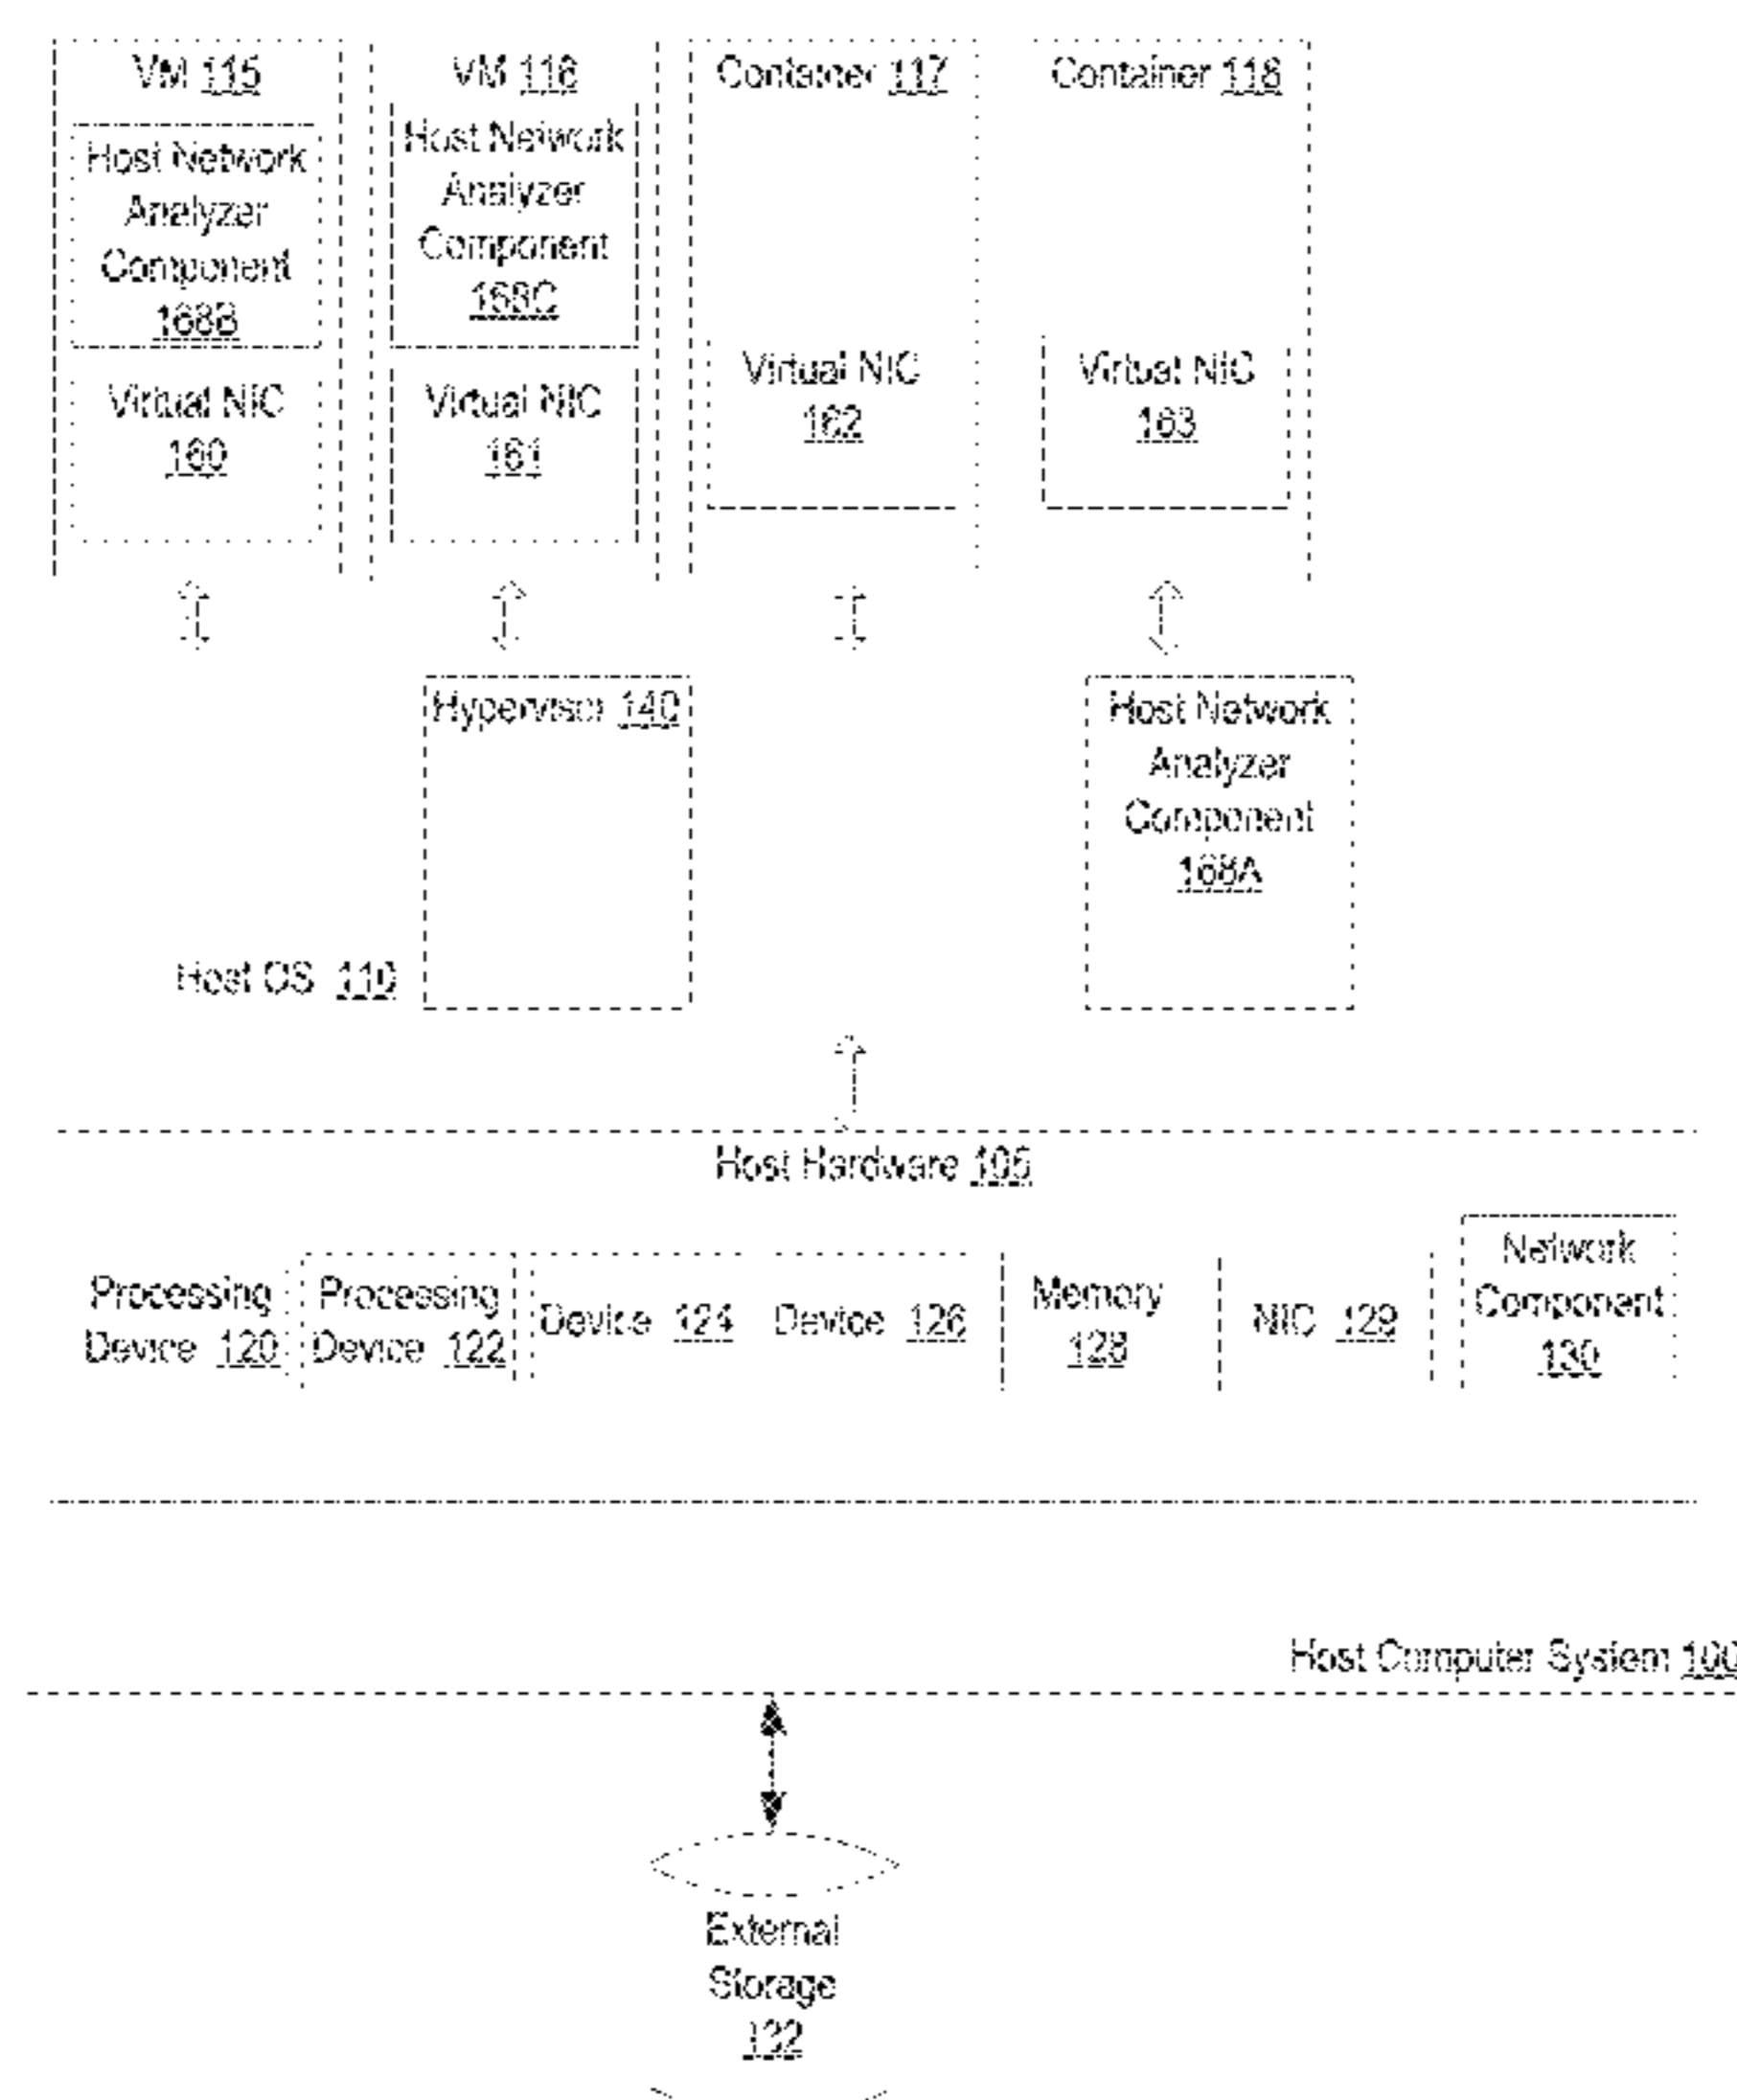 VM 115
Host Network
Analyzer
Component
168B
Virtual NIC
160
VM 116
Host Network
Analyzer
Component
168C
Virtual NIC
161
Container 117
Virtual NIC
162
Container 118
Virtual NIC
163
Hypervisor 140
Host Network
Analyzer
Component
168A
Host OS 110
Host Hardware 105
Processing
Device 120
Processing
Device 122
Device 124
Device 126
Memory
128
NIC 129
Network
Component
130
Host Computer System 100
External
Storage
132